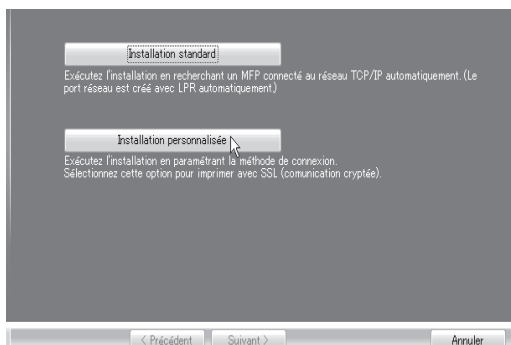 Installation standard
Exécutez l'installation en recherchant un MFP connecté au réseau TCP/IP automatiquement. (Le
port réseau est créé avec LPR automatiquement.)
Installation personnalisée
Exécutez l'installation en paramétrant la méthode de connexion.
Sélectionnez cette option pour imprimer avec SSL (comunication cryptée).
< Précédent Suivant > Annuler